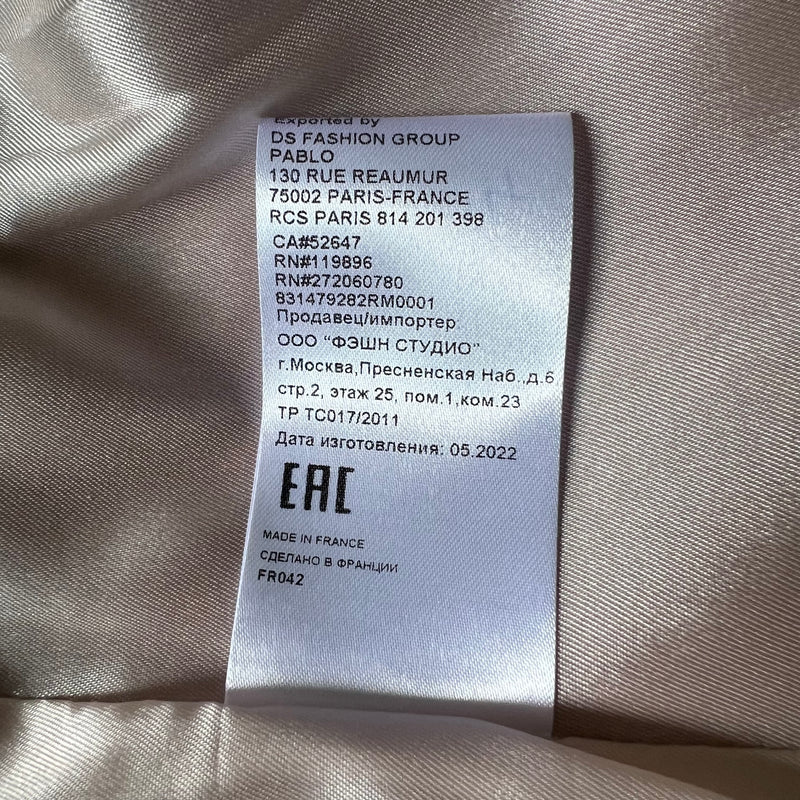 Exported by
DS FASHION GROUP
PABLO
130 RUE REAUMUR
75002 PARIS-FRANCE
RCS PARIS 814 201 398
CA#52647
RN#119896
RN#272060780
831479282RM0001
Продавец/импортер:
ООО "ФЭШН СТУДИО"
г.Москва,Пресненская Наб.,д.6
стр.2, этаж 25, пом.1,ком.23
ТР ТС017/2011
Дата изготовления: 05.2022
EAC
MADE IN FRANCE
СДЕЛАНО В ФРАНЦИИ
FR042